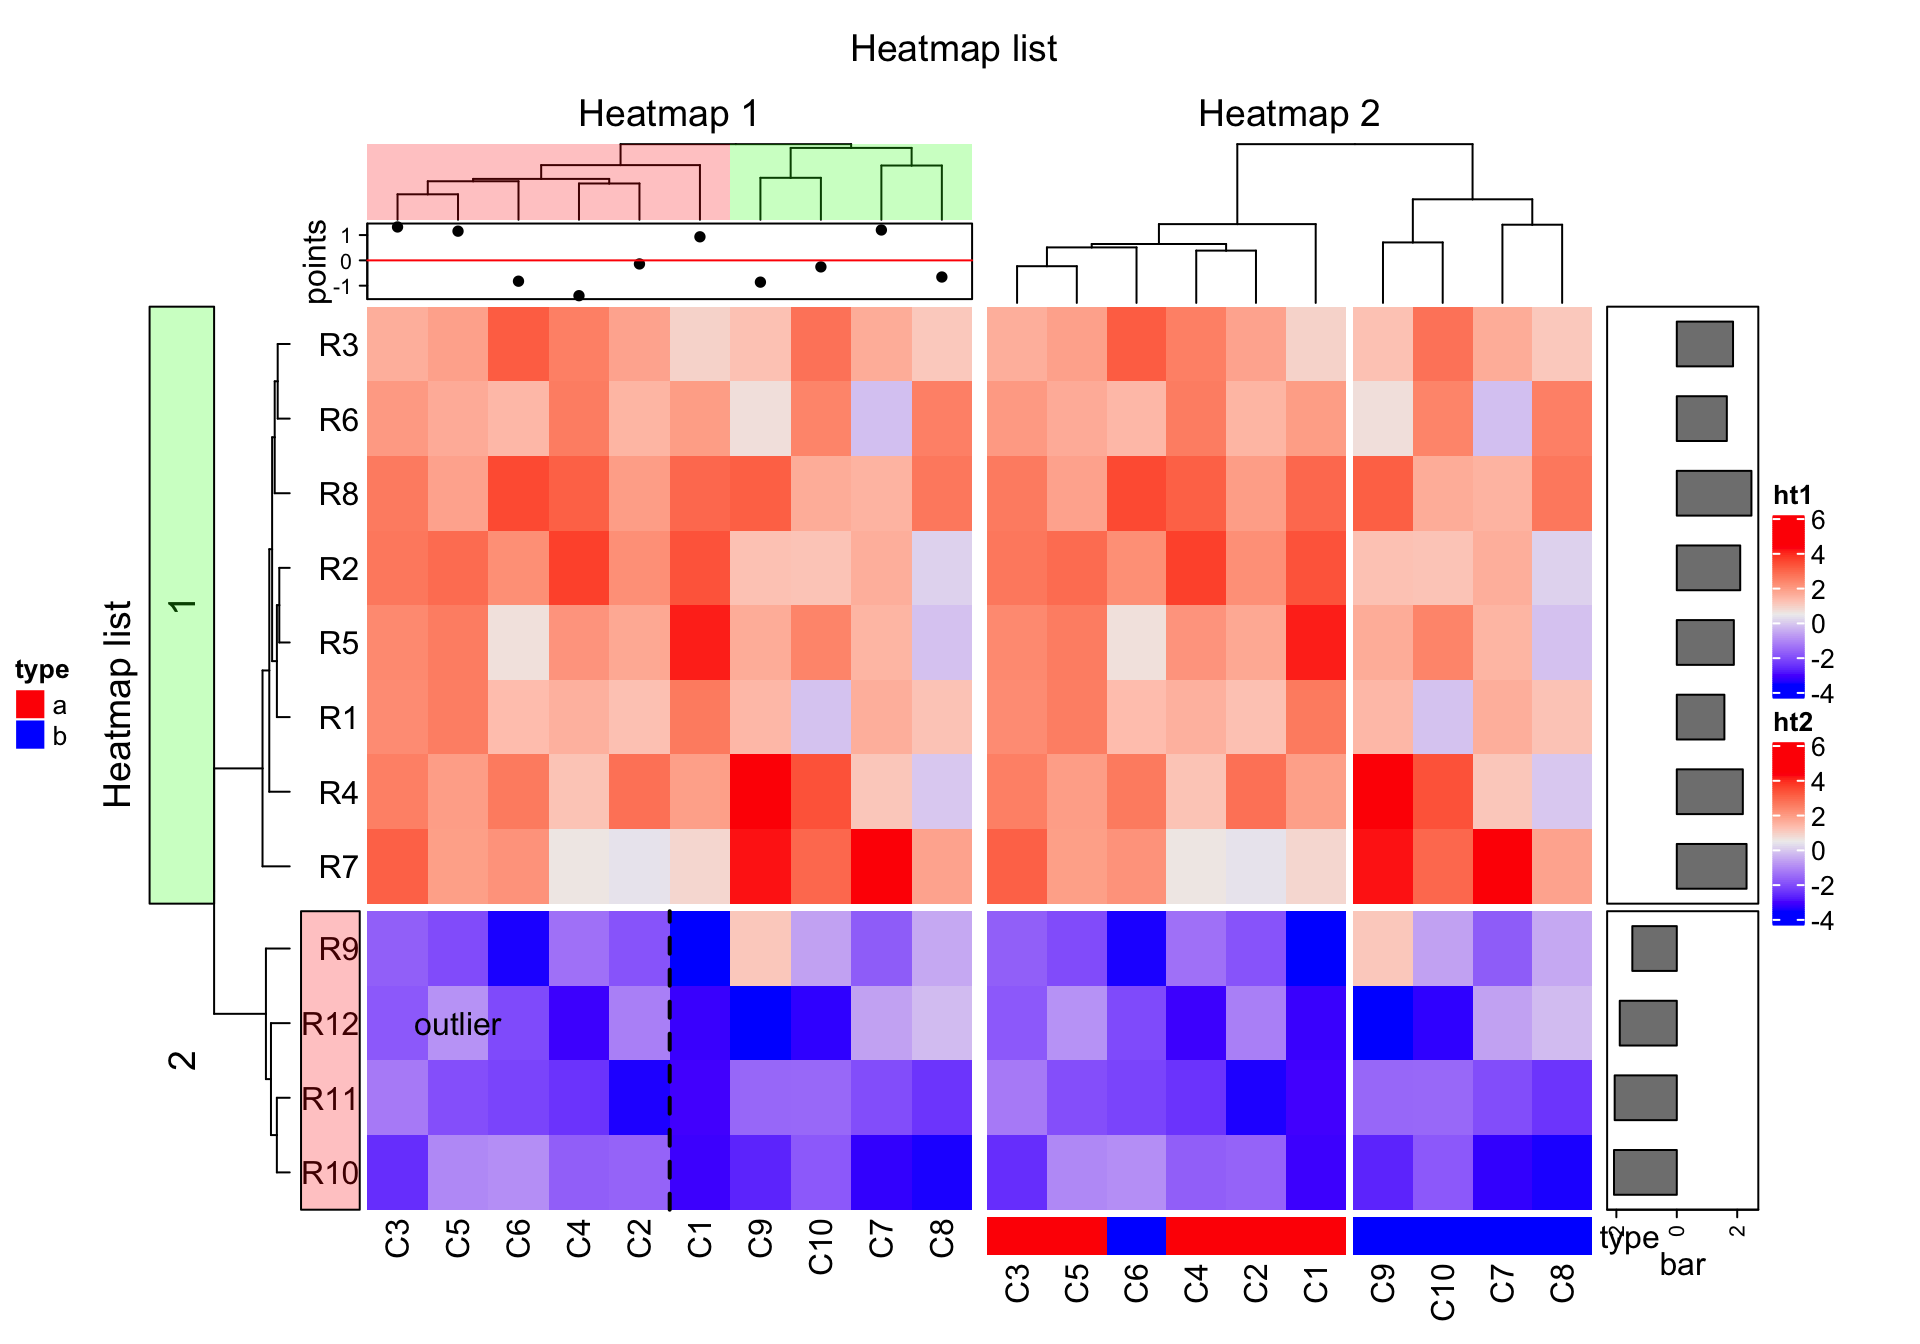 Heatmap list
Heatmap 1
Heatmap 2
points
1
0
-1
Heatmap list
1
2
R3
R6
R8
R2
R5
R1
R4
R7
R9
R12
R11
R10
outlier
type
a
b
ht1
6
4
2
0
-2
-4
ht2
6
4
2
0
-2
-4
C3 C5 C6 C4 C2 C1 C9 C10 C7 C8
-2 0 2
type
bar
C3 C5 C6 C4 C2 C1 C9 C10 C7 C8